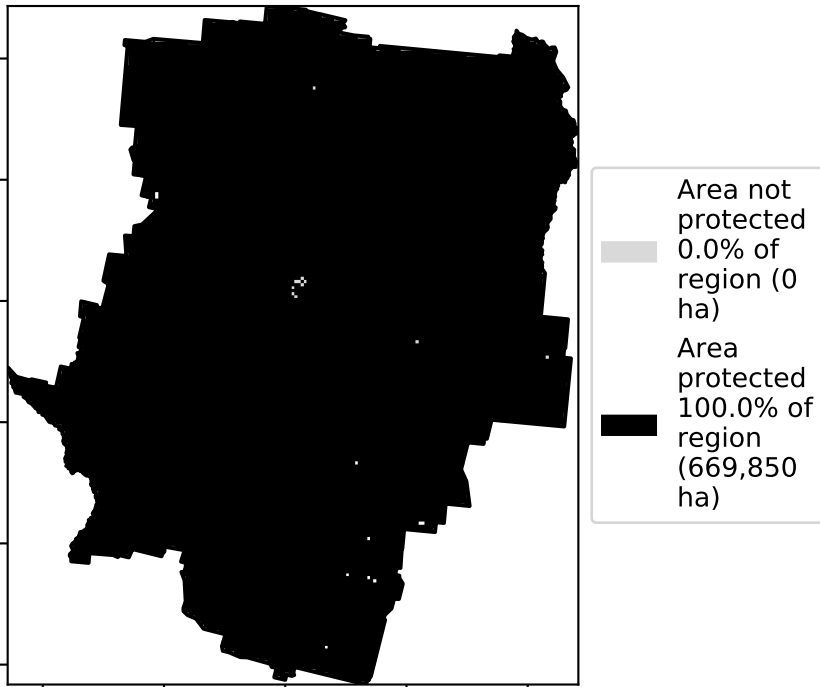 Area not
protected
0.0% of
region (0
ha)
Area
protected
100.0% of
region
(669,850
ha)